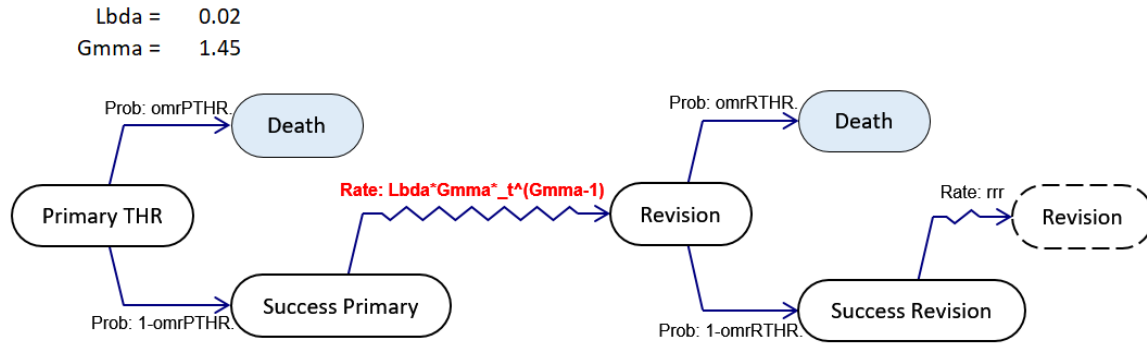 Lbda = 0.02
Gmma = 1.45
Prob: omrPTHR.
Death
Prob: omrRTHR.
Death
Rate: Lbda*Gmma*_t^(Gmma-1)
Rate: rrr
Primary THR
Revision
Revision
Success Primary
Success Revision
Prob: 1-omrPTHR.
Prob: 1-omrRTHR.